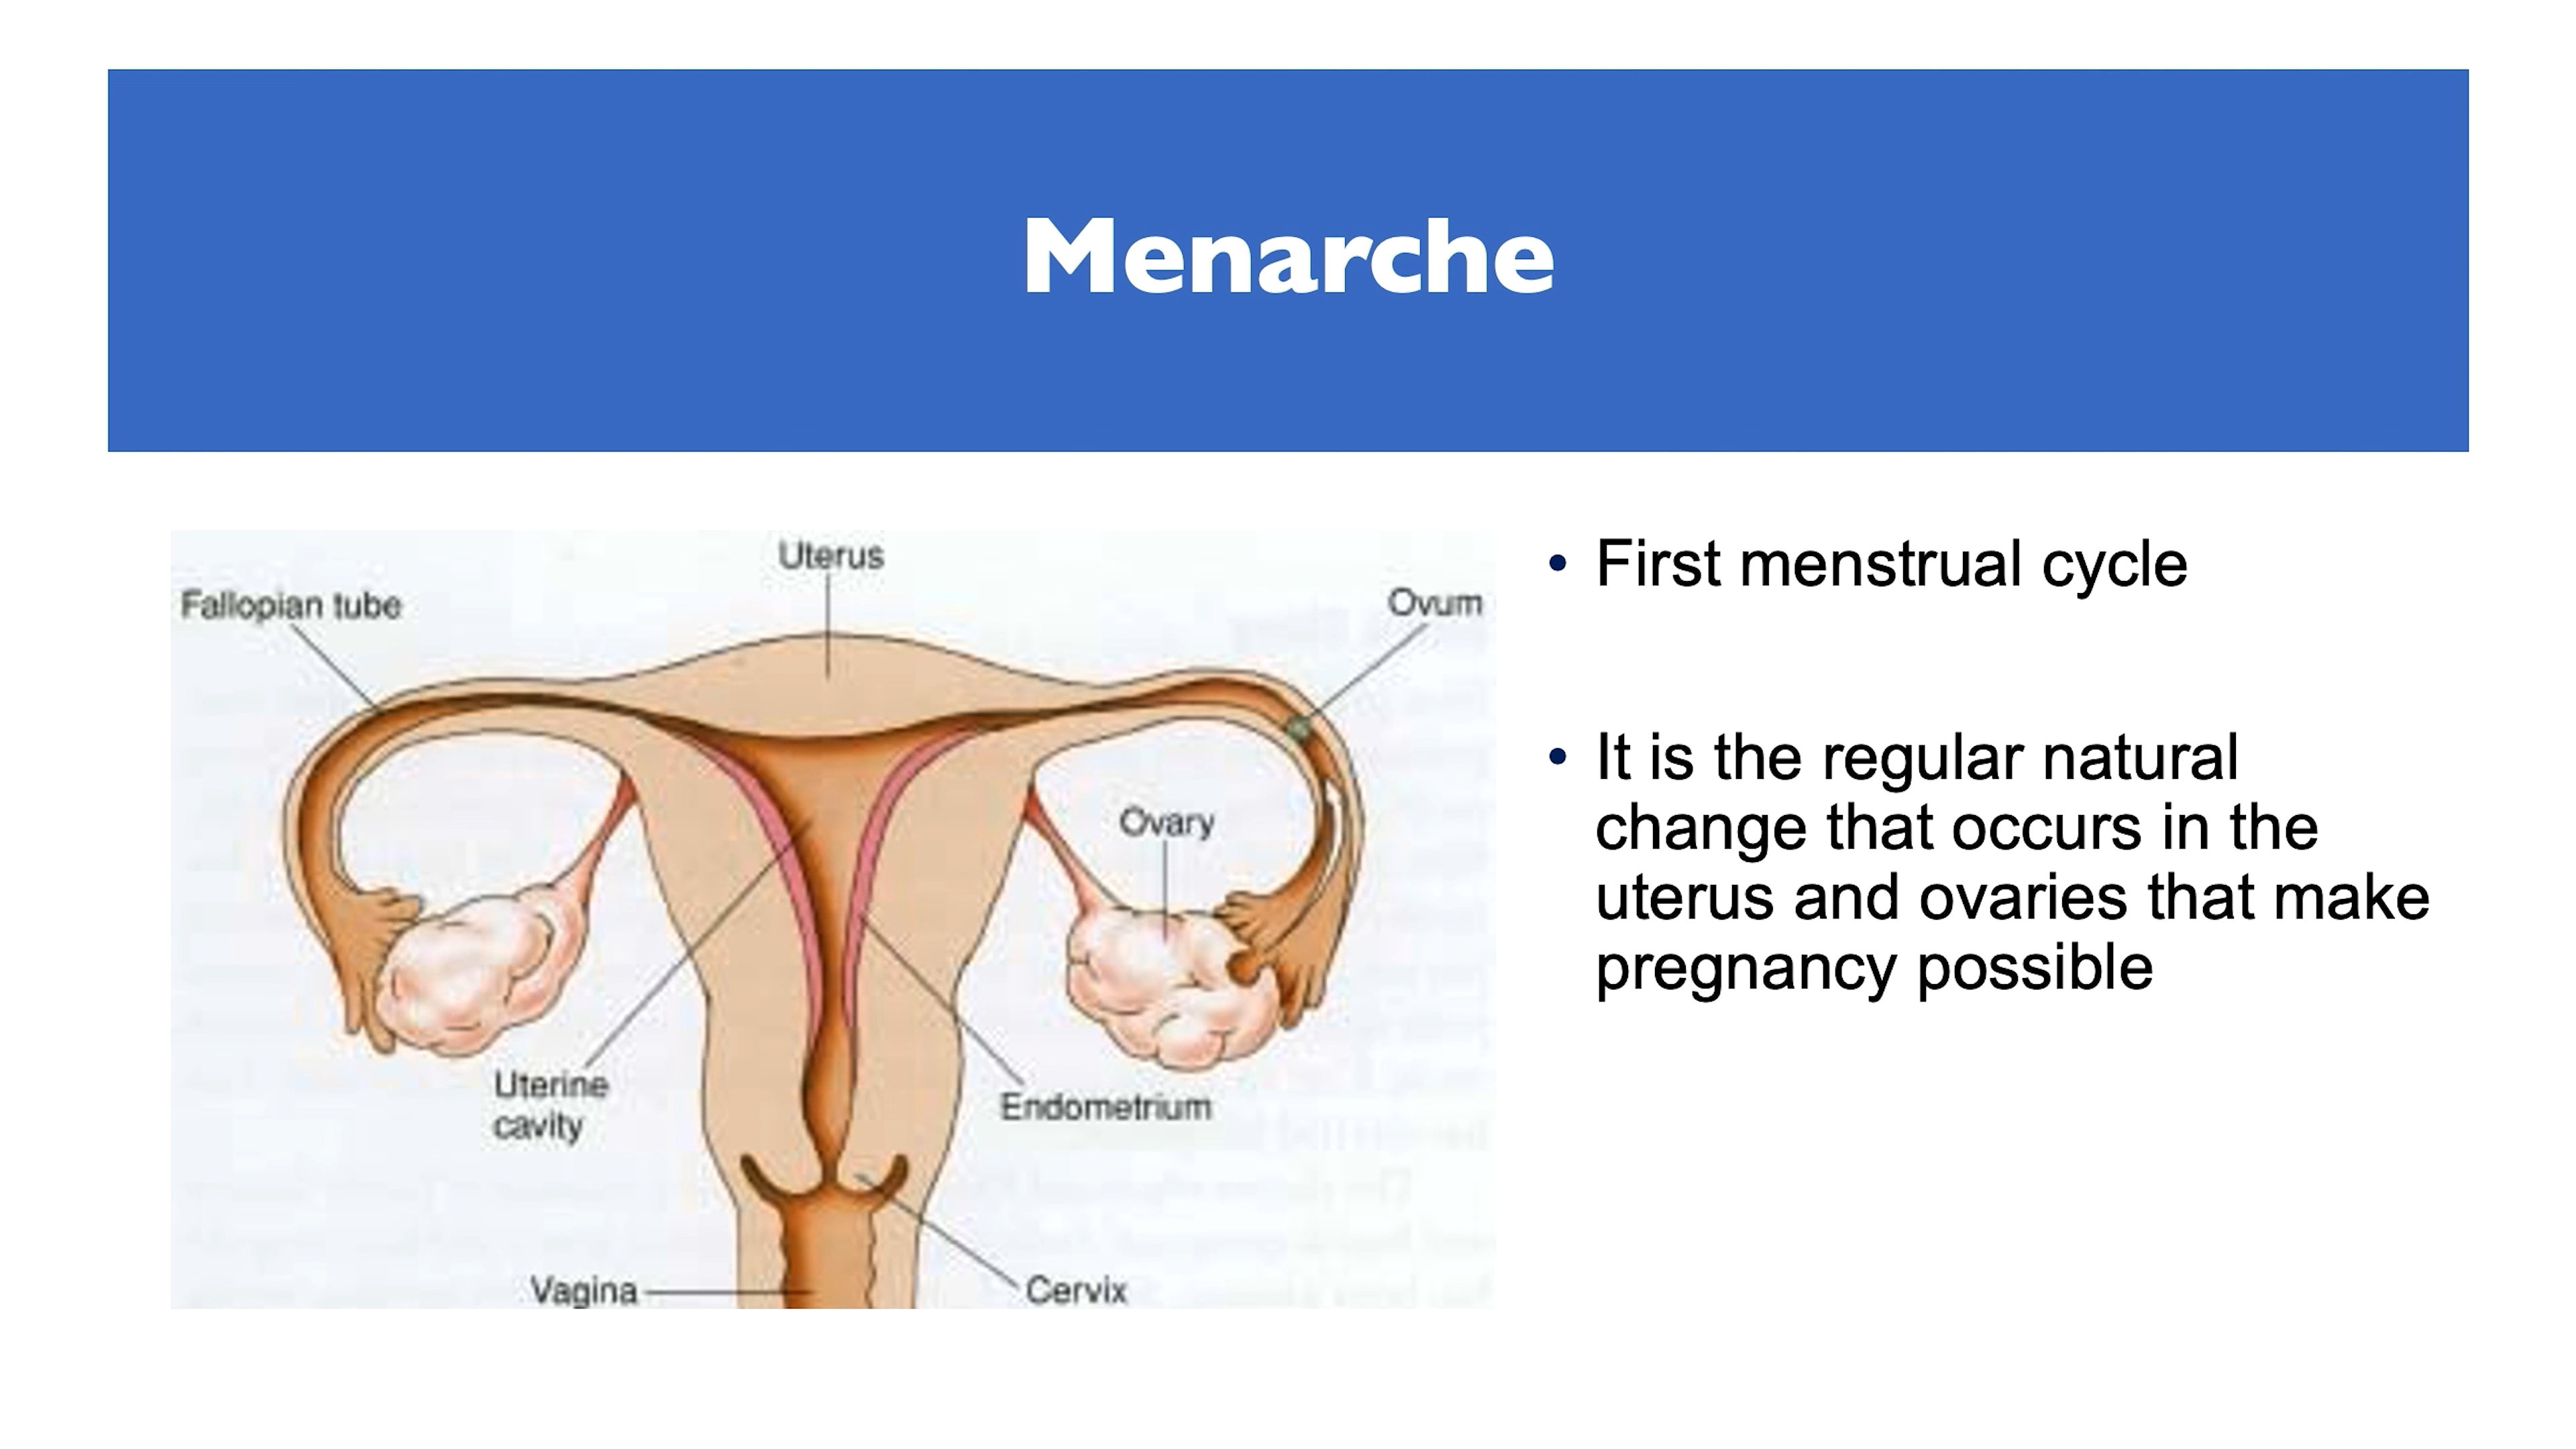 Menarche
Uterus
Fallopian tube
Ovum
Ovary
Uterine
cavity
Endometrium
Vagina
Cervix
• First menstrual cycle
• It is the regular natural
change that occurs in the
uterus and ovaries that make
pregnancy possible